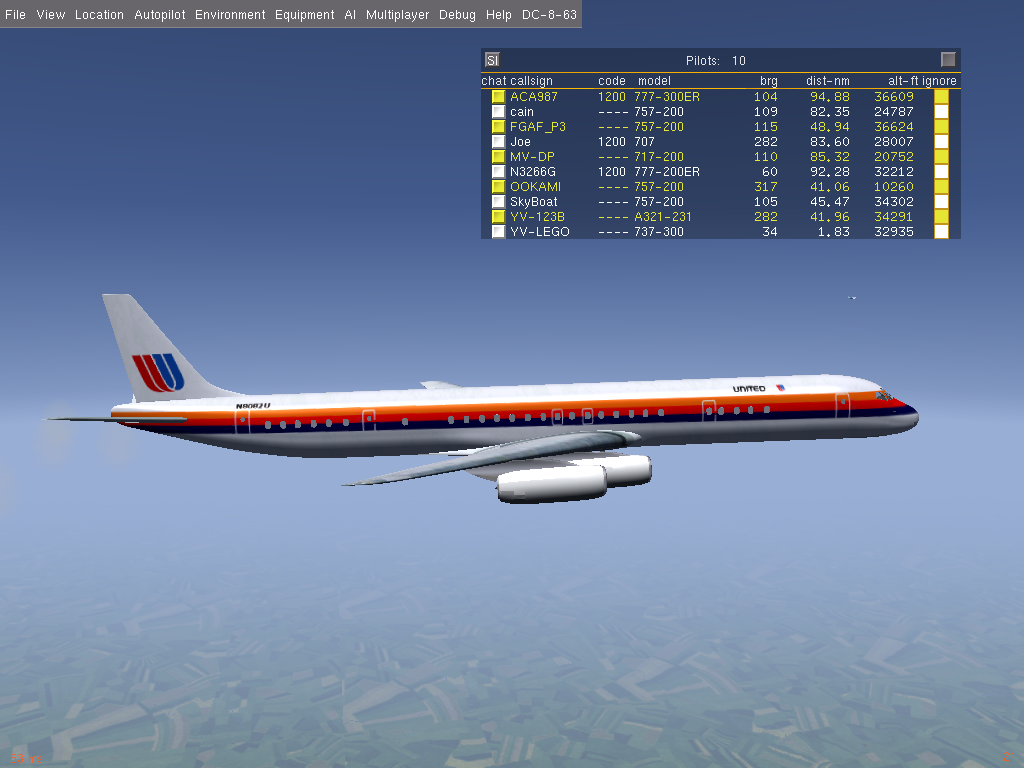 File View Location Autopilot Environment Equipment AI Multiplayer Debug Help DC-8-63
SI Pilots: 10
chat callsign code model brg dist-nm alt-ft ignore
ACA987 1200 777-300ER 104 94.88 36609
cain ---- 757-200 109 82.35 24787
FGAF_P3 ---- 757-200 115 48.94 36624
Joe 1200 707 282 83.60 28007
MV-DP ---- 717-200 110 85.32 20752
N3266G 1200 777-200ER 60 92.28 32212
OOKAMI ---- 757-200 317 41.06 10260
SkyBoat ---- 757-200 105 45.47 34302
YV-123B ---- A321-231 282 41.96 34291
YV-LEGO ---- 737-300 34 1.83 32935
UNITED
N8082U